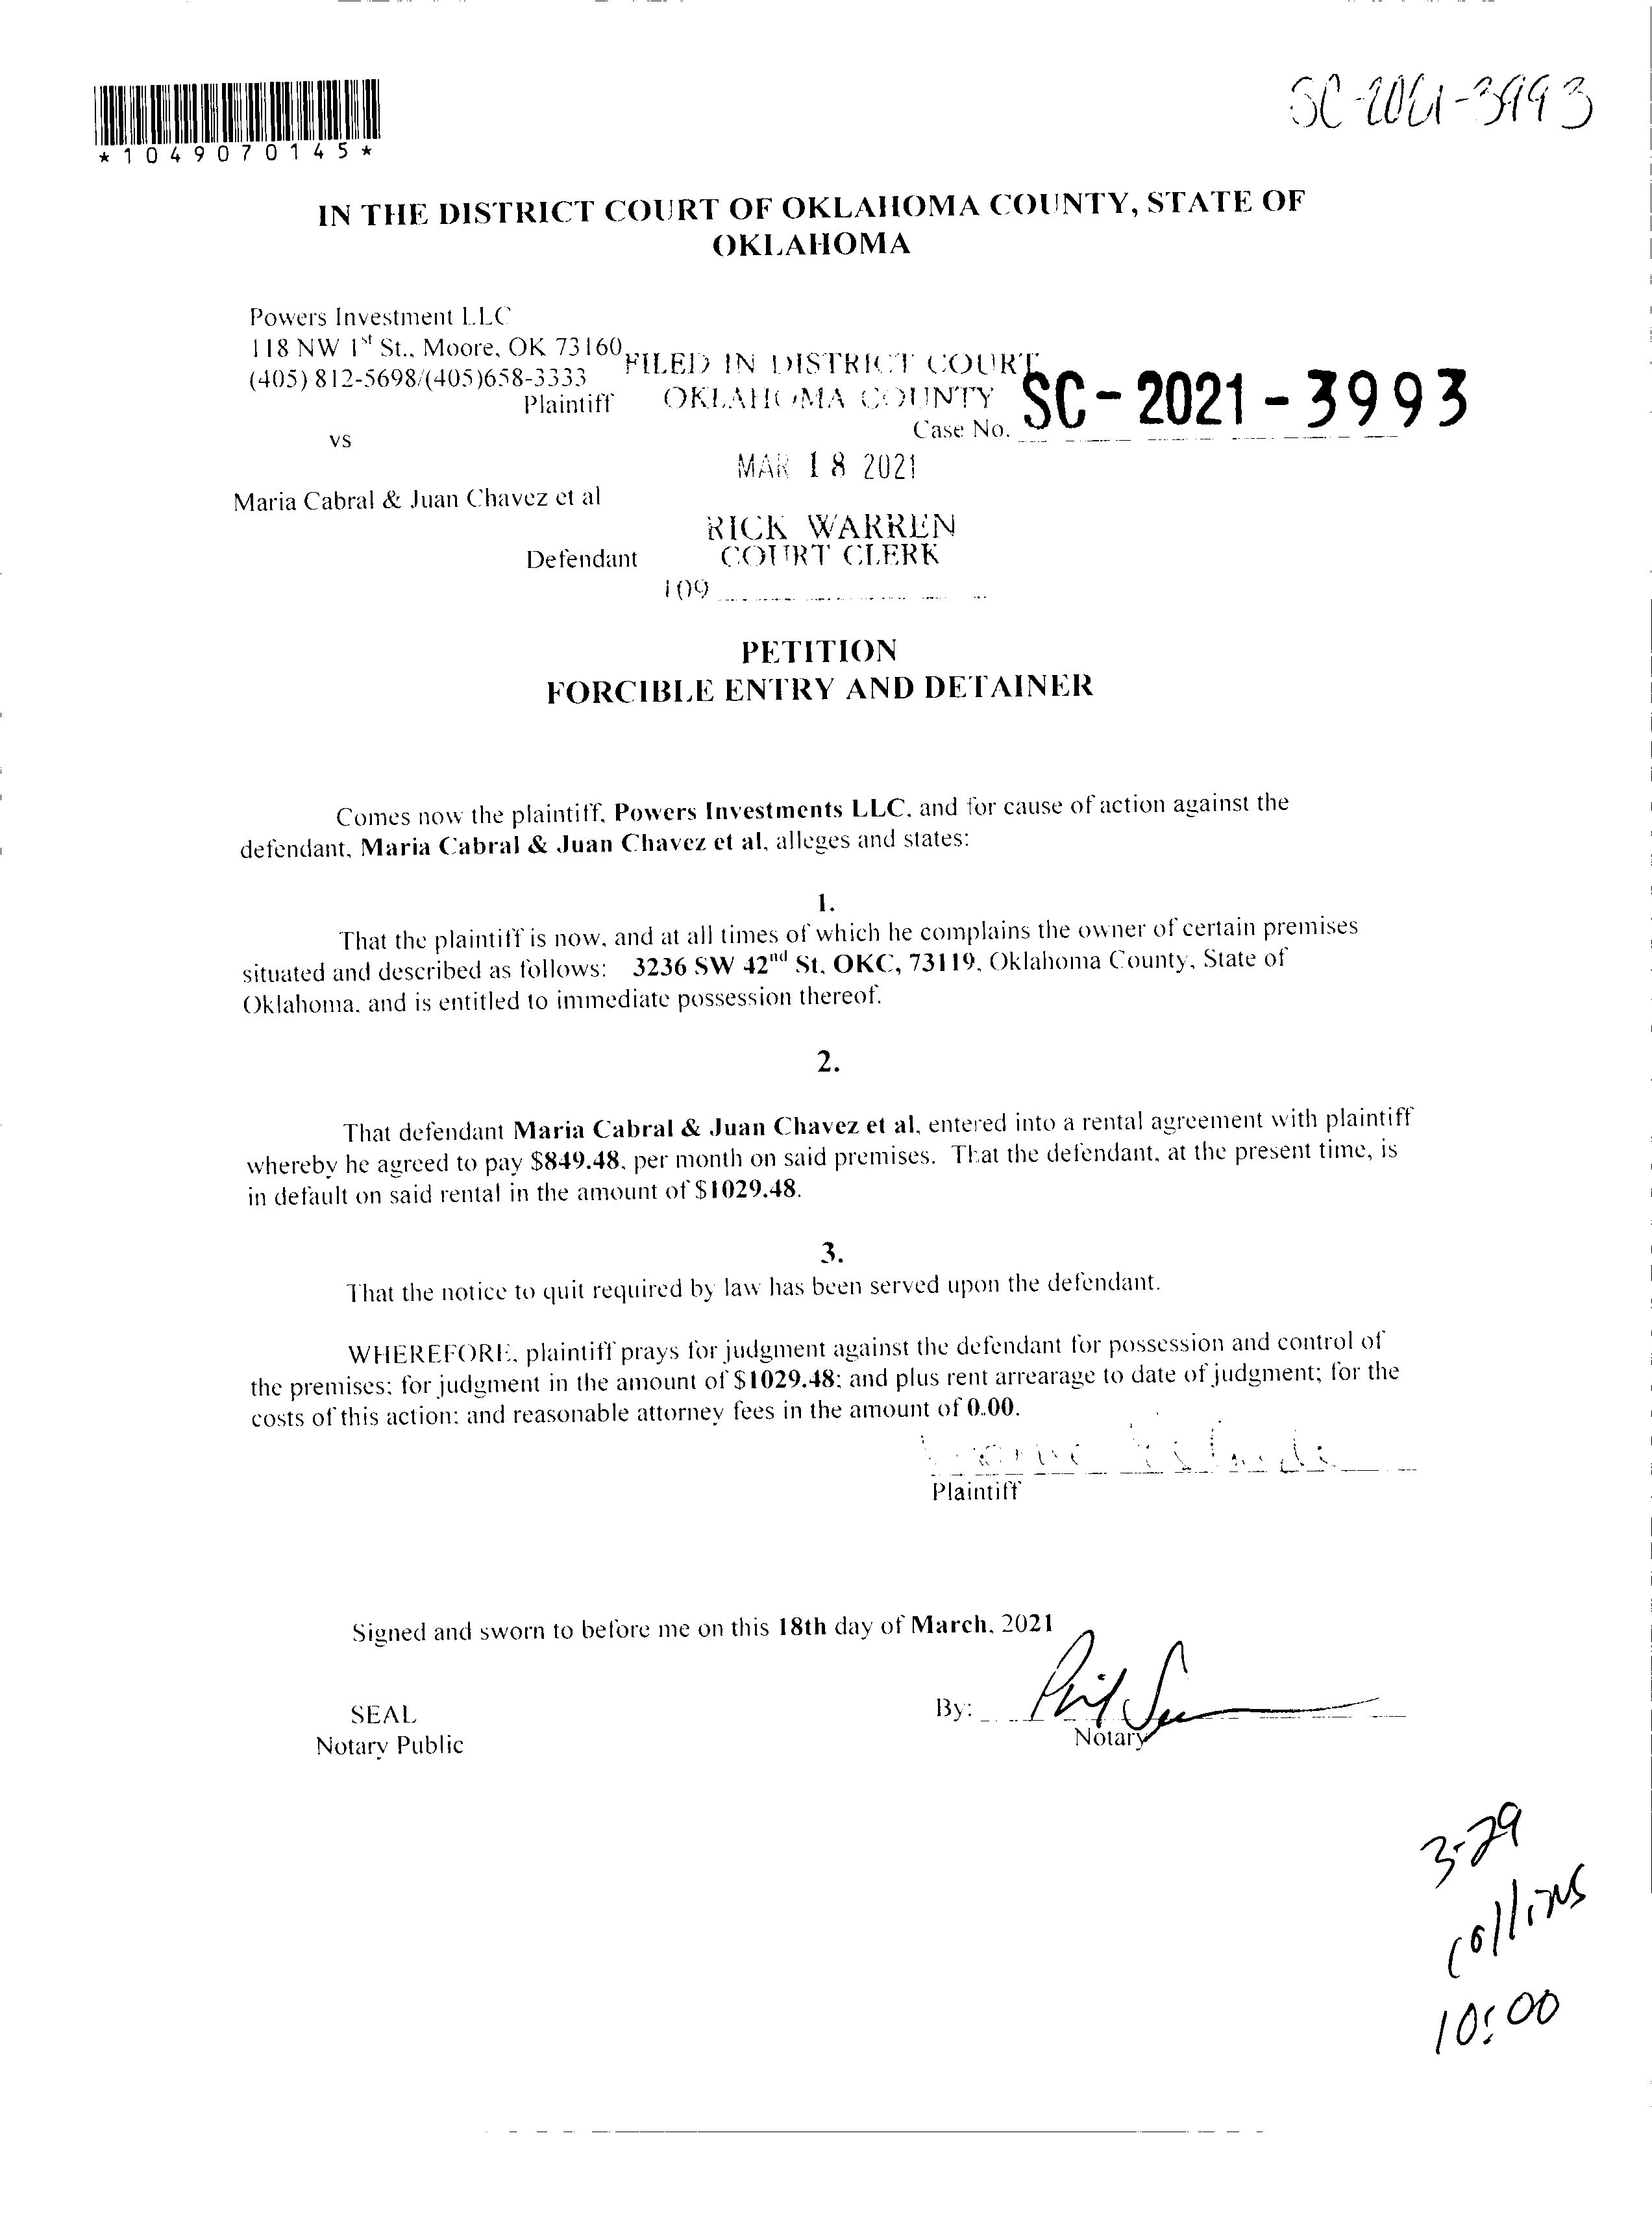 SC-2021-3993
*1049070145*
IN THE DISTRICT COURT OF OKLAHOMA COUNTY, STATE OF
OKLAHOMA
Powers Investment LLC
118 NW 1st St., Moore, OK 73160
(405) 812-5698/(405)658-3333
Plaintiff
FILED IN DISTRICT COURT
OKLAHOMA COUNTY
Case No. SC-2021-3993
vs
MAR 18 2021
Maria Cabral & Juan Chavez et al
RICK WARREN
COURT CLERK
Defendant
109
PETITION
FORCIBLE ENTRY AND DETAINER
Comes now the plaintiff, Powers Investments LLC, and for cause of action against the
defendant, Maria Cabral & Juan Chavez et al, alleges and states:
1.
That the plaintiff is now, and at all times of which he complains the owner of certain premises
situated and described as follows: 3236 SW 42nd St, OKC, 73119, Oklahoma County, State of
Oklahoma, and is entitled to immediate possession thereof.
2.
That defendant Maria Cabral & Juan Chavez et al, entered into a rental agreement with plaintiff
whereby he agreed to pay $849.48, per month on said premises. That the defendant, at the present time, is
in default on said rental in the amount of $1029.48.
3.
That the notice to quit required by law has been served upon the defendant.
WHEREFORE, plaintiff prays for judgment against the defendant for possession and control of
the premises; for judgment in the amount of $1029.48; and plus rent arrearage to date of judgment; for the
costs of this action; and reasonable attorney fees in the amount of 0.00.
Plaintiff
Signed and sworn to before me on this 18th day of March, 2021
SEAL
Notary Public
By:
Notary
3-29
Collins
10:00